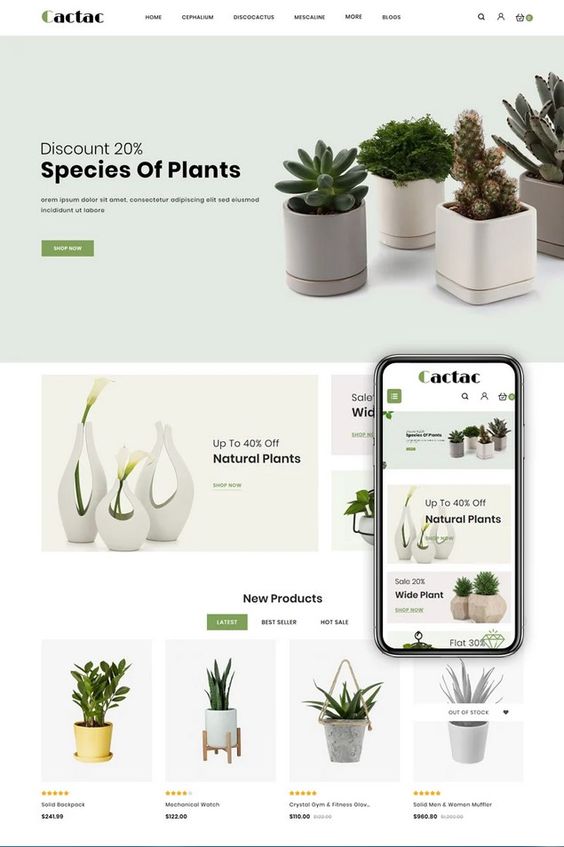 Cactac
HOME CEPHALIUM DISCOCACTUS MESCALINE MORE BLOGS
0
Discount 20%
Species Of Plants
orem ipsum dolor sit amet, consectetur adipiscing elit sed eiusmod
incididunt ut labore
SHOP NOW
Up To 40% Off
Natural Plants
SHOP NOW
Sale
Wid
SHOP N
Cactac
0
Species Of Plants
Up To 40% Off
Natural Plants
SHOP NOW
Sale 20%
Wide Plant
SHOP NOW
Flat 30%
New Products
LATEST BEST SELLER HOT SALE
OUT OF STOCK
Solid Backpack
$241.99
Mechanical Watch
$122.00
Crystal Gym & Fitness Glov...
$110.00 $122.00
Solid Men & Women Muffler
$960.80 $1,200.00